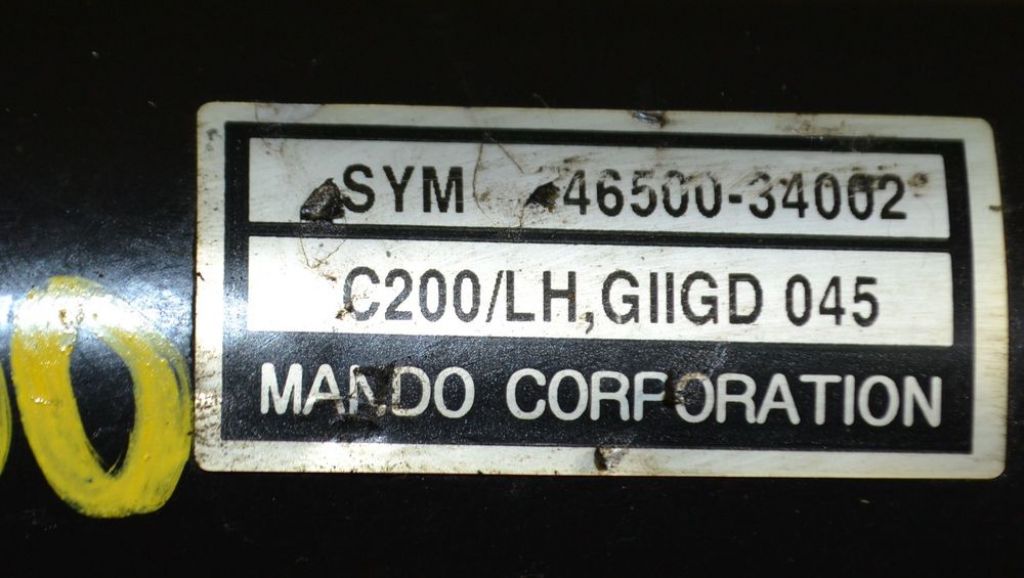 SYM 46500-34002
C200/LH,GIIGD 045
MANDO CORPORATION